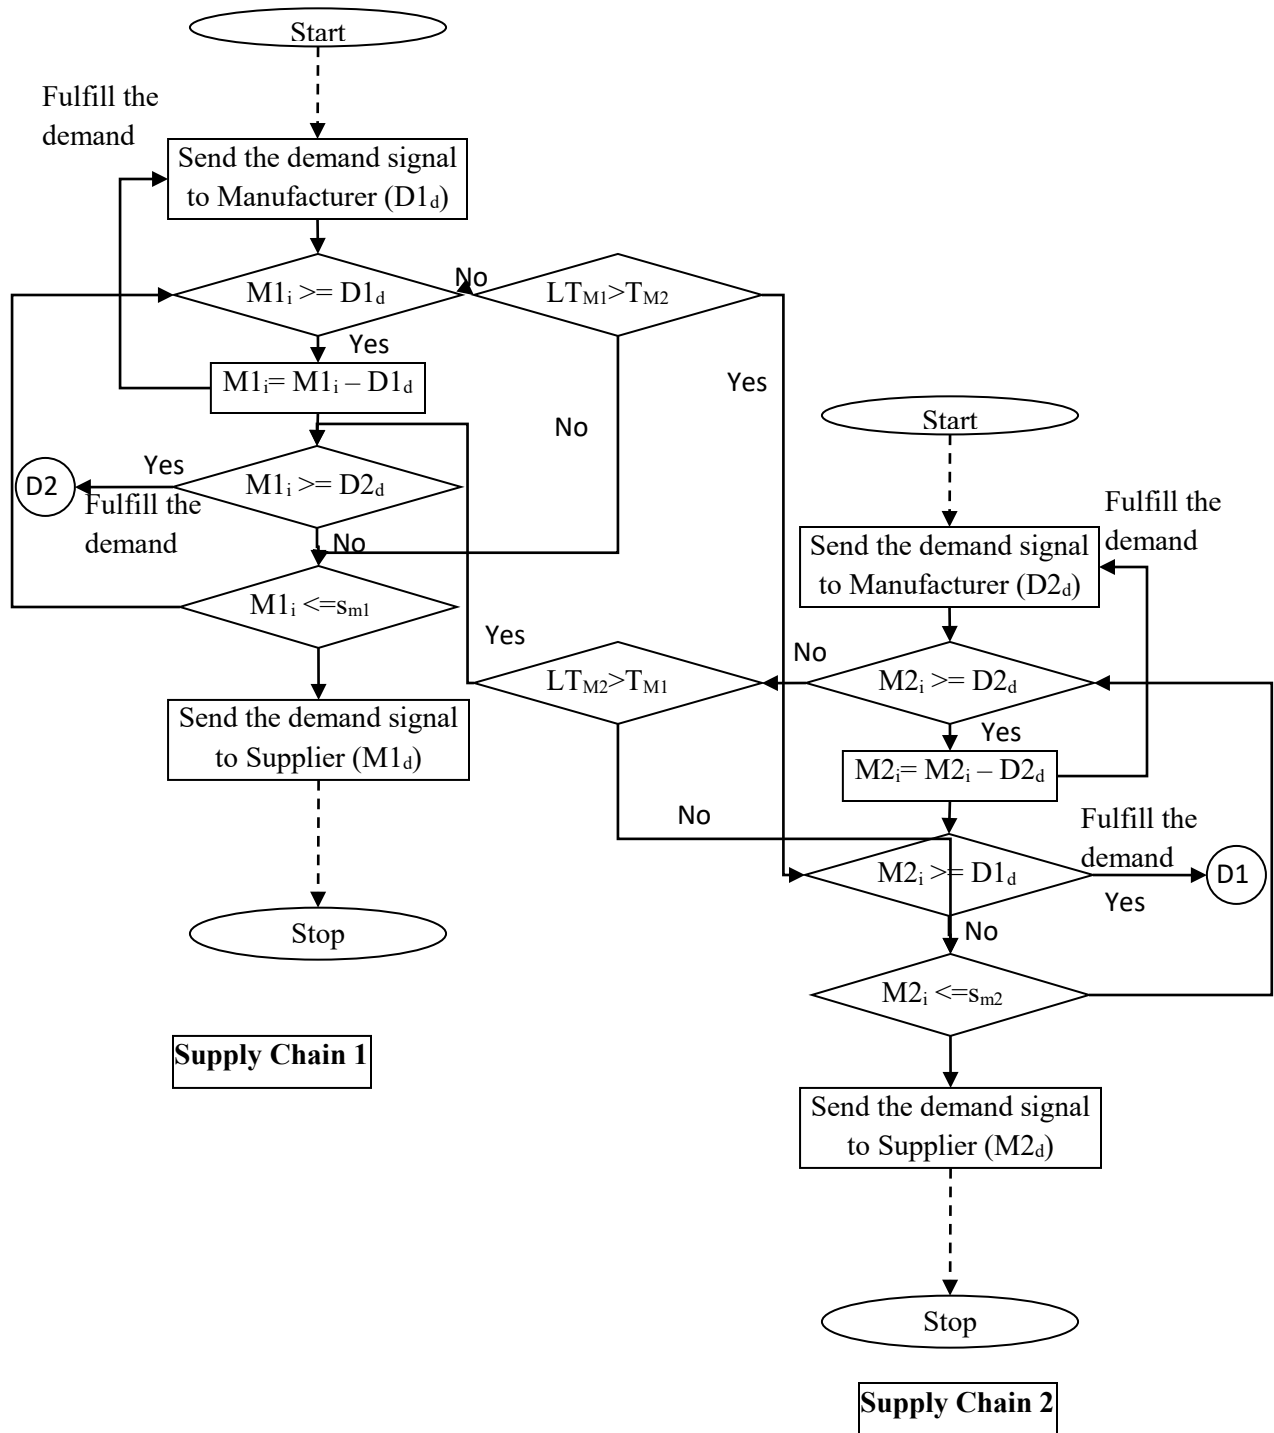 Start
Fulfill the
demand
Send the demand signal
to Manufacturer (D1d)
M1i >= D1d
No
LTM1>TM2
Yes
M1i= M1i – D1d
Yes
No
Start
M1i >= D2d
Yes
D2
Fulfill the
demand
No
Fulfill the
demand
Send the demand signal
to Manufacturer (D2d)
M1i <=sm1
Yes
LTM2>TM1
No
M2i >= D2d
Send the demand signal
to Supplier (M1d)
Yes
M2i= M2i – D2d
No
Fulfill the
demand
M2i >= D1d
D1
Yes
Stop
No
M2i <=sm2
Supply Chain 1
Send the demand signal
to Supplier (M2d)
Stop
Supply Chain 2